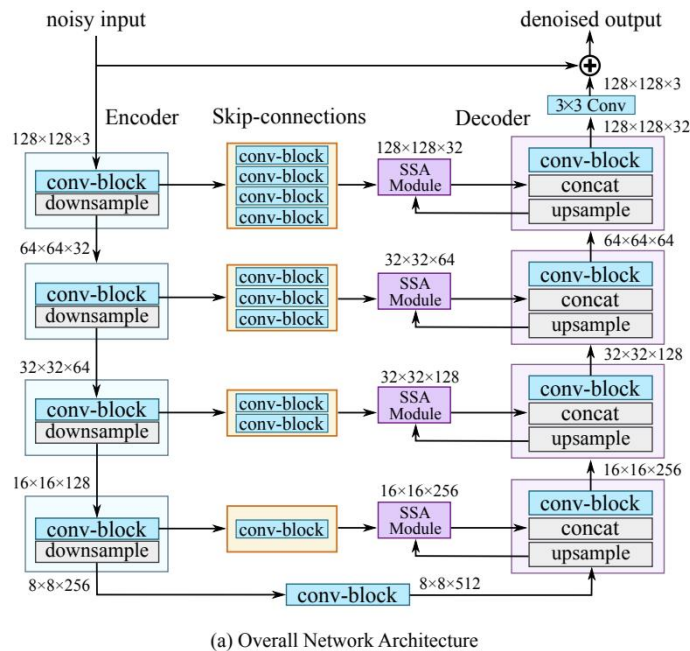 noisy input
denoised output
128×128×3
3×3 Conv
Encoder
Skip-connections
Decoder
128×128×32
128×128×3
conv-block
downsample
conv-block
conv-block
conv-block
conv-block
128×128×32
SSA
Module
conv-block
concat
upsample
64×64×32
64×64×64
conv-block
downsample
conv-block
conv-block
conv-block
32×32×64
SSA
Module
conv-block
concat
upsample
32×32×64
32×32×128
conv-block
downsample
conv-block
conv-block
32×32×128
SSA
Module
conv-block
concat
upsample
16×16×128
16×16×256
conv-block
downsample
conv-block
16×16×256
SSA
Module
conv-block
concat
upsample
8×8×256
conv-block
8×8×512
(a) Overall Network Architecture